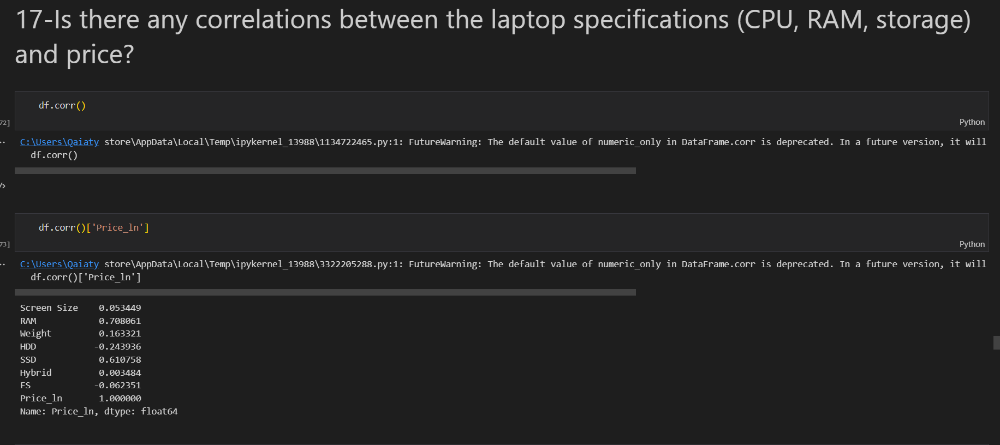 17-Is there any correlations between the laptop specifications (CPU, RAM, storage)
and price?
df.corr()
72]
Python
C:\Users\Qaiaty store\AppData\Local\Temp\ipykernel_13988\1134722465.py:1: FutureWarning: The default value of numeric_only in DataFrame.corr is deprecated. In a future version, it will
df.corr()
df.corr()['Price_ln']
73]
Python
C:\Users\Qaiaty store\AppData\Local\Temp\ipykernel_13988\3322205288.py:1: FutureWarning: The default value of numeric_only in DataFrame.corr is deprecated. In a future version, it will
df.corr()['Price_ln']
Screen Size    0.053449
RAM            0.708061
Weight         0.163321
HDD           -0.243936
SSD            0.610758
Hybrid         0.003484
FS            -0.062351
Price_ln       1.000000
Name: Price_ln, dtype: float64